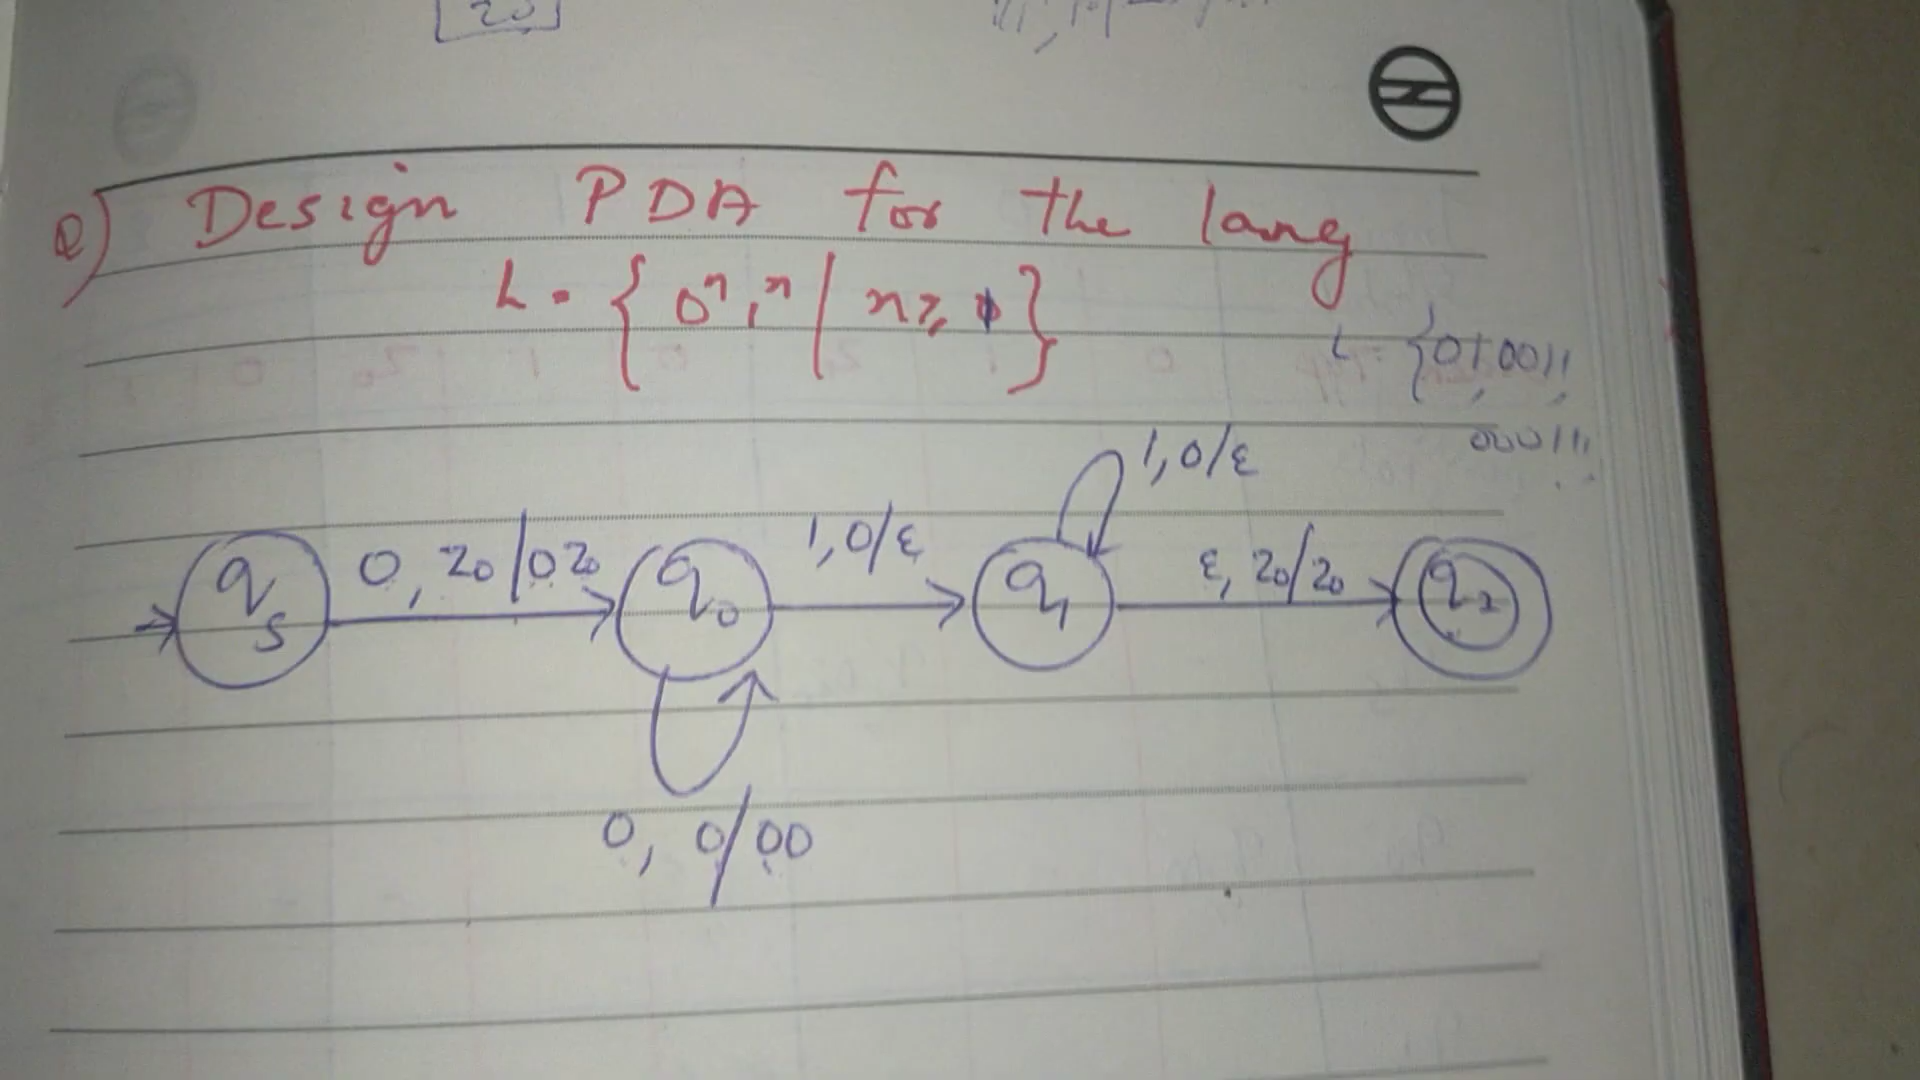 z0
Q) Design PDA for the lang
L = {0ⁿ1ⁿ | n ≥ 1}
L = {01, 0011,
000111, ...
1, 0/ε
0, z0/0z0
1, 0/ε
ε, z0/z0
qs
q0
q1
q2
0, 0/00